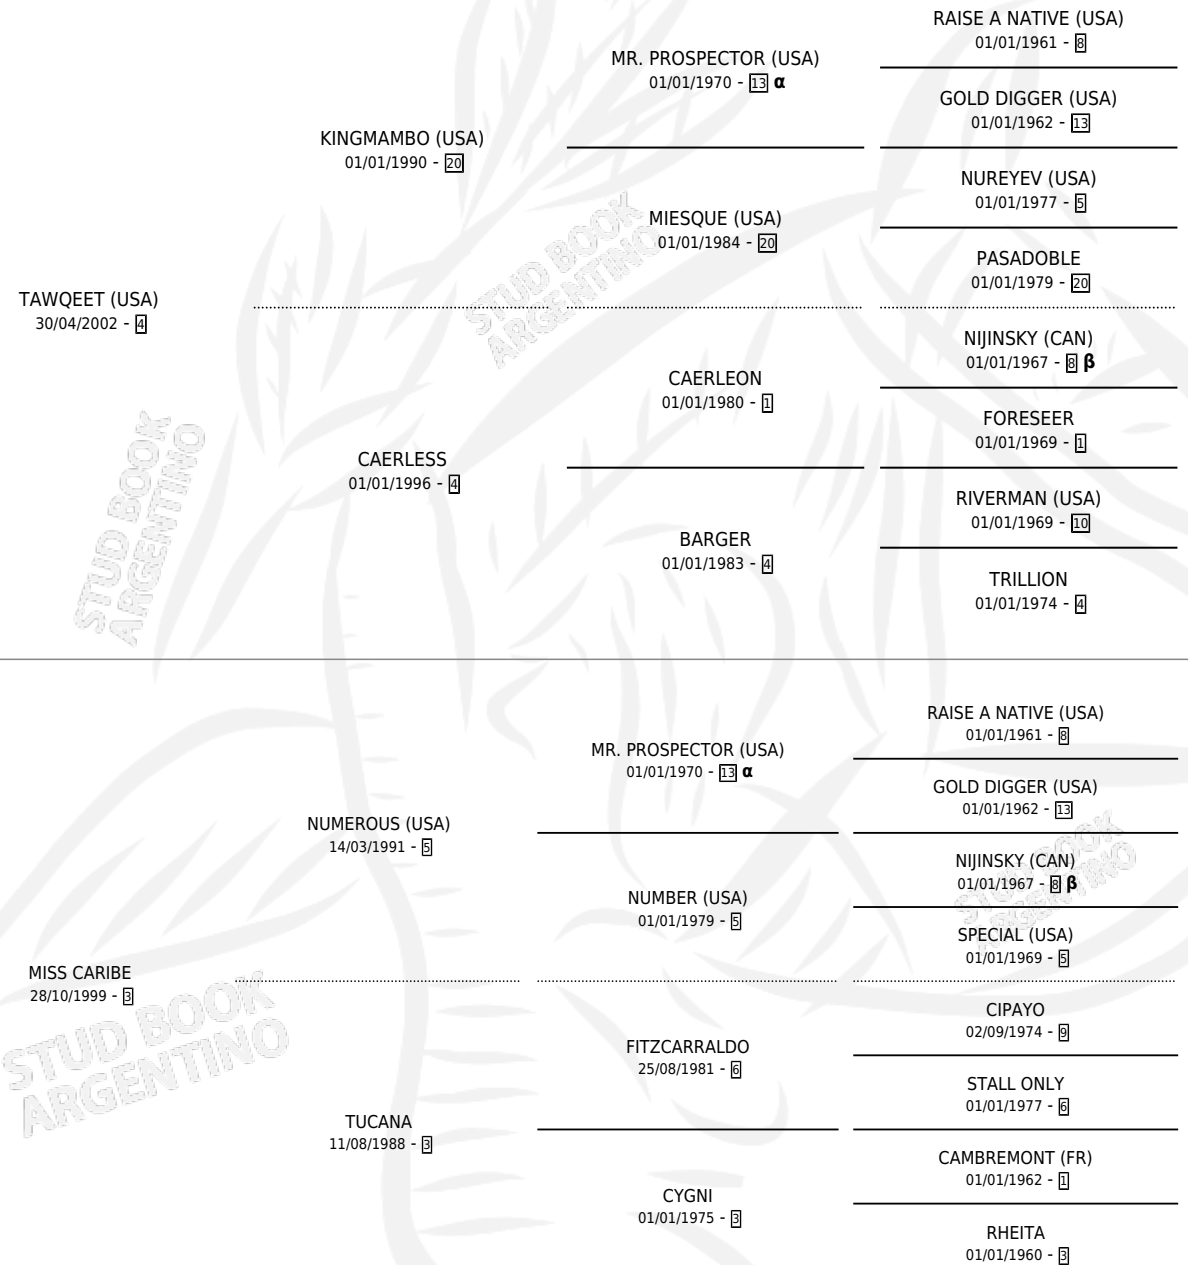 RAISE A NATIVE (USA)
01/01/1961 - 8
MR. PROSPECTOR (USA)
01/01/1970 - 13 α
GOLD DIGGER (USA)
01/01/1962 - 13
KINGMAMBO (USA)
01/01/1990 - 20
NUREYEV (USA)
01/01/1977 - 5
MIESQUE (USA)
01/01/1984 - 20
PASADOBLE
01/01/1979 - 20
TAWQEET (USA)
30/04/2002 - 4
NIJINSKY (CAN)
01/01/1967 - 8 β
CAERLEON
01/01/1980 - 1
FORESEER
01/01/1969 - 1
CAERLESS
01/01/1996 - 4
RIVERMAN (USA)
01/01/1969 - 10
BARGER
01/01/1983 - 4
TRILLION
01/01/1974 - 4
STUD BOOK
ARGENTINO
STUD BOOK
ARGENTINO
RAISE A NATIVE (USA)
01/01/1961 - 8
MR. PROSPECTOR (USA)
01/01/1970 - 13 α
GOLD DIGGER (USA)
01/01/1962 - 13
NUMEROUS (USA)
14/03/1991 - 5
NIJINSKY (CAN)
01/01/1967 - 8 β
NUMBER (USA)
01/01/1979 - 5
SPECIAL (USA)
01/01/1969 - 5
MISS CARIBE
28/10/1999 - 3
CIPAYO
02/09/1974 - 9
FITZCARRALDO
25/08/1981 - 6
STALL ONLY
01/01/1977 - 6
TUCANA
11/08/1988 - 3
CAMBREMONT (FR)
01/01/1962 - 1
CYGNI
01/01/1975 - 3
RHEITA
01/01/1960 - 3
STUD BOOK
ARGENTINO
STUD BOOK
ARGENTINO